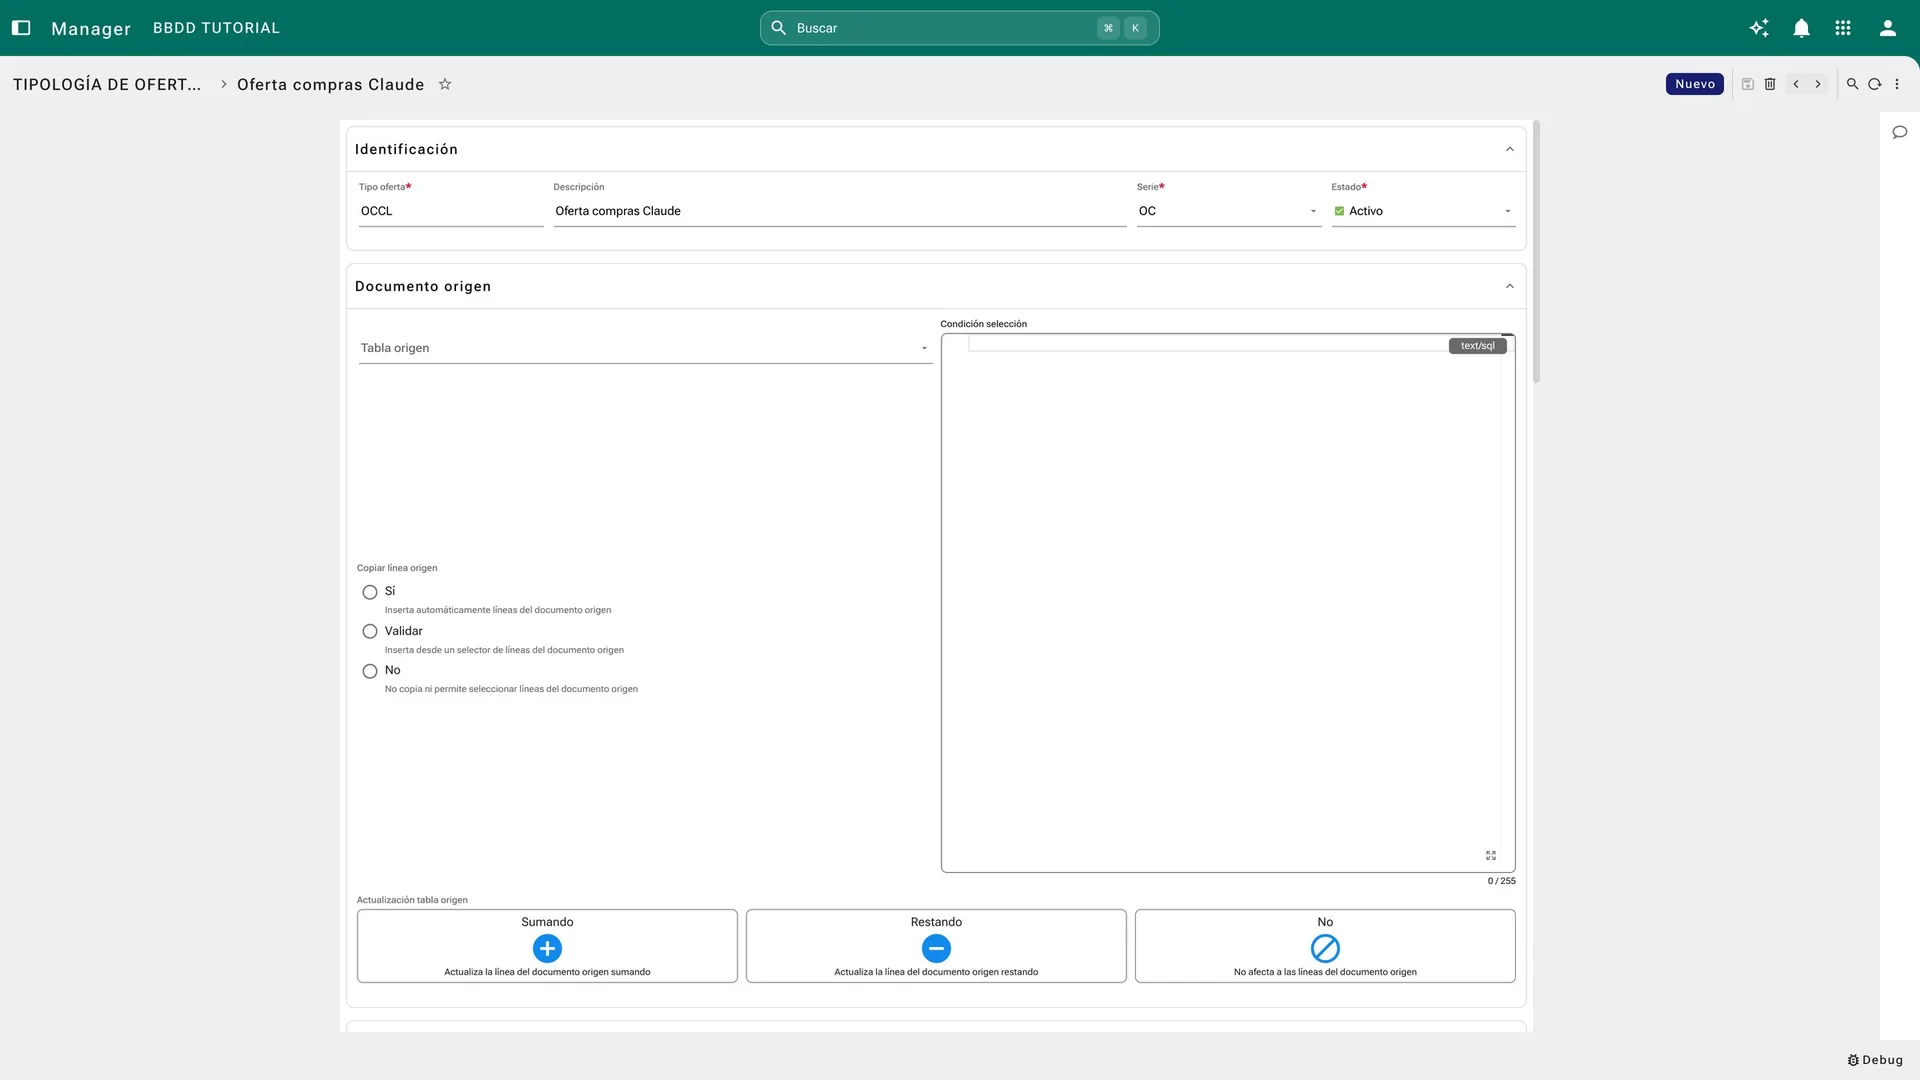 Manager BBDD TUTORIAL Buscar ⌘ K
TIPOLOGÍA DE OFERT... > Oferta compras Claude Nuevo
Identificación
Tipo oferta* Descripción Serie* Estado*
OCCL Oferta compras Claude OC Activo
Documento origen
Condición selección
Tabla origen text/sql
Copiar línea origen
Sí
Inserta automáticamente líneas del documento origen
Validar
Inserta desde un selector de líneas del documento origen
No
No copia ni permite seleccionar líneas del documento origen
0 / 255
Actualización tabla origen
Sumando Restando No
Actualiza la línea del documento origen sumando Actualiza la línea del documento origen restando No afecta a las líneas del documento origen
Debug